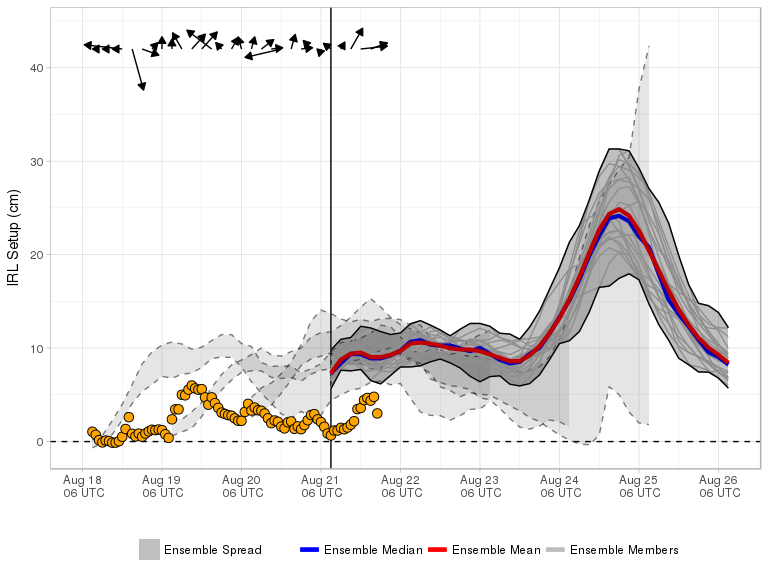 40
30
20
10
0
IRL Setup (cm)
Aug 18 Aug 19 Aug 20 Aug 21 Aug 22 Aug 23 Aug 24 Aug 25 Aug 26
06 UTC 06 UTC 06 UTC 06 UTC 06 UTC 06 UTC 06 UTC 06 UTC 06 UTC
Ensemble Spread Ensemble Median Ensemble Mean Ensemble Members